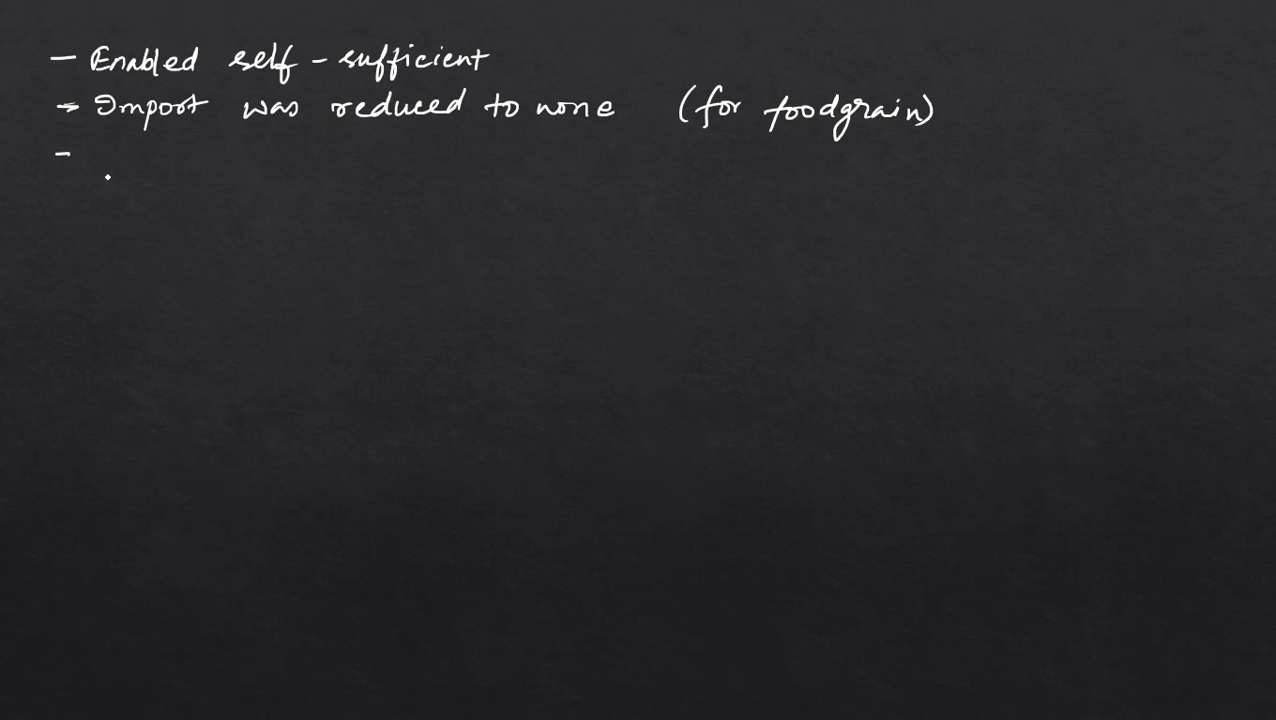 - Enabled self-sufficient
- Import was reduced to none (for foodgrain)
-